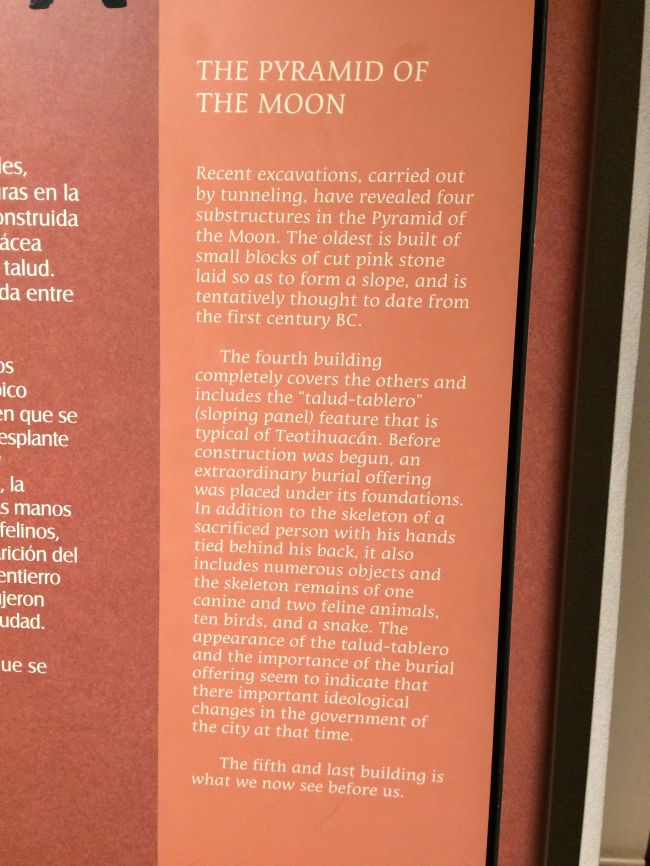 les,
ras en la
onstruida
ácea
talud.
da entre
os
ico
en que se
esplante
, la
s manos
felinos,
rición del
entierro
jeron
udad.
ue se
THE PYRAMID OF
THE MOON
Recent excavations, carried out
by tunneling, have revealed four
substructures in the Pyramid of
the Moon. The oldest is built of
small blocks of cut pink stone
laid so as to form a slope, and is
tentatively thought to date from
the first century BC.
The fourth building
completely covers the others and
includes the “talud-tablero”
(sloping panel) feature that is
typical of Teotihuacán. Before
construction was begun, an
extraordinary burial offering
was placed under its foundations.
In addition to the skeleton of a
sacrificed person with his hands
tied behind his back, it also
includes numerous objects and
the skeleton remains of one
canine and two feline animals,
ten birds, and a snake. The
appearance of the talud-tablero
and the importance of the burial
offering seem to indicate that
there important ideological
changes in the government of
the city at that time.
The fifth and last building is
what we now see before us.